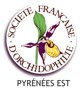 SOCIÉTÉ FRANÇAISE
D'ORCHIDOPHILIE
PYRÉNÉES EST